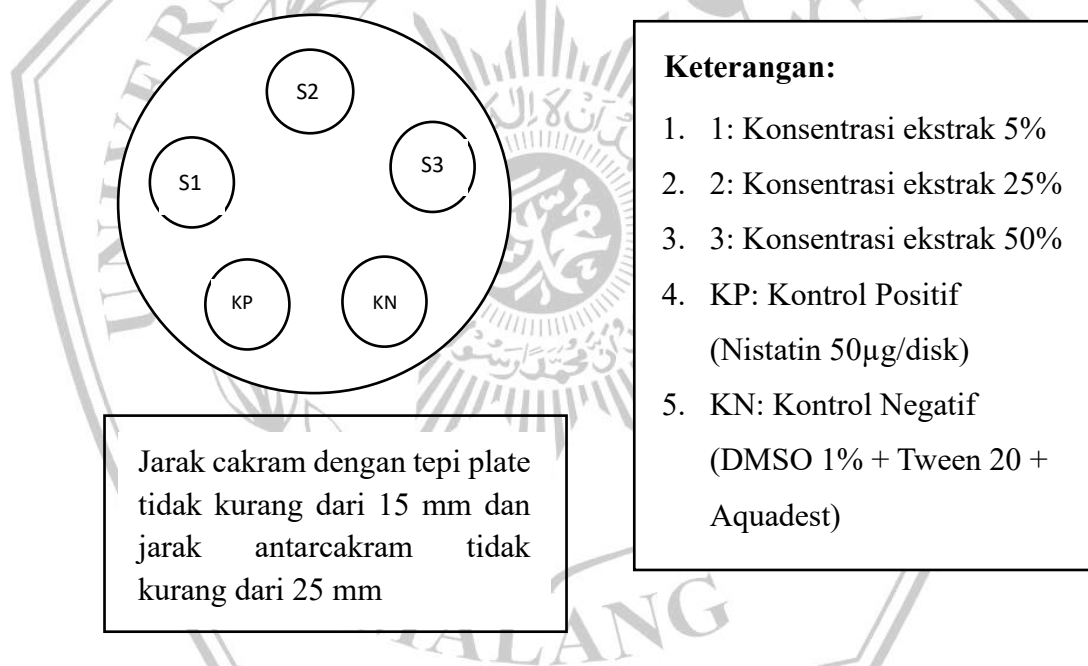 S2
S1
S3
KP
KN
Jarak cakram dengan tepi plate
tidak kurang dari 15 mm dan
jarak antarcakram tidak
kurang dari 25 mm
Keterangan:
1. 1: Konsentrasi ekstrak 5%
2. 2: Konsentrasi ekstrak 25%
3. 3: Konsentrasi ekstrak 50%
4. KP: Kontrol Positif
(Nistatin 50µg/disk)
5. KN: Kontrol Negatif
(DMSO 1% + Tween 20 +
Aquadest)
MALANG